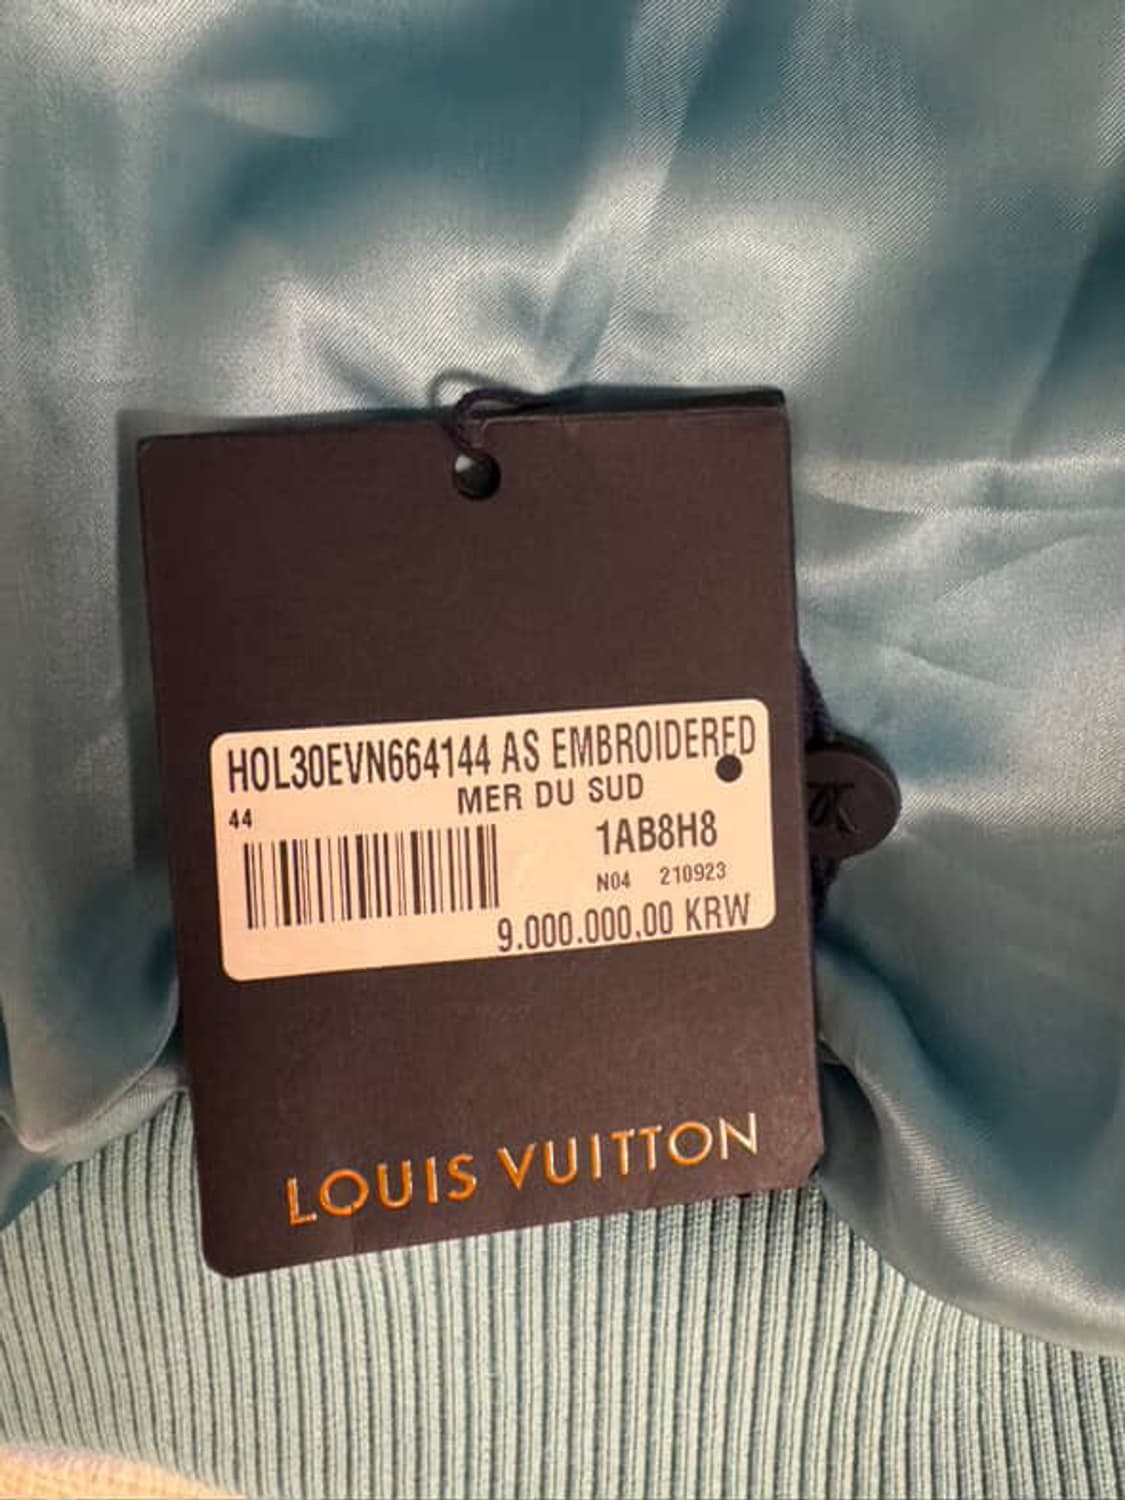 HOL30EVN664144 AS EMBROIDERED
MER DU SUD
44
1AB8H8
N04 210923
9.000.000,00 KRW
LOUIS VUITTON